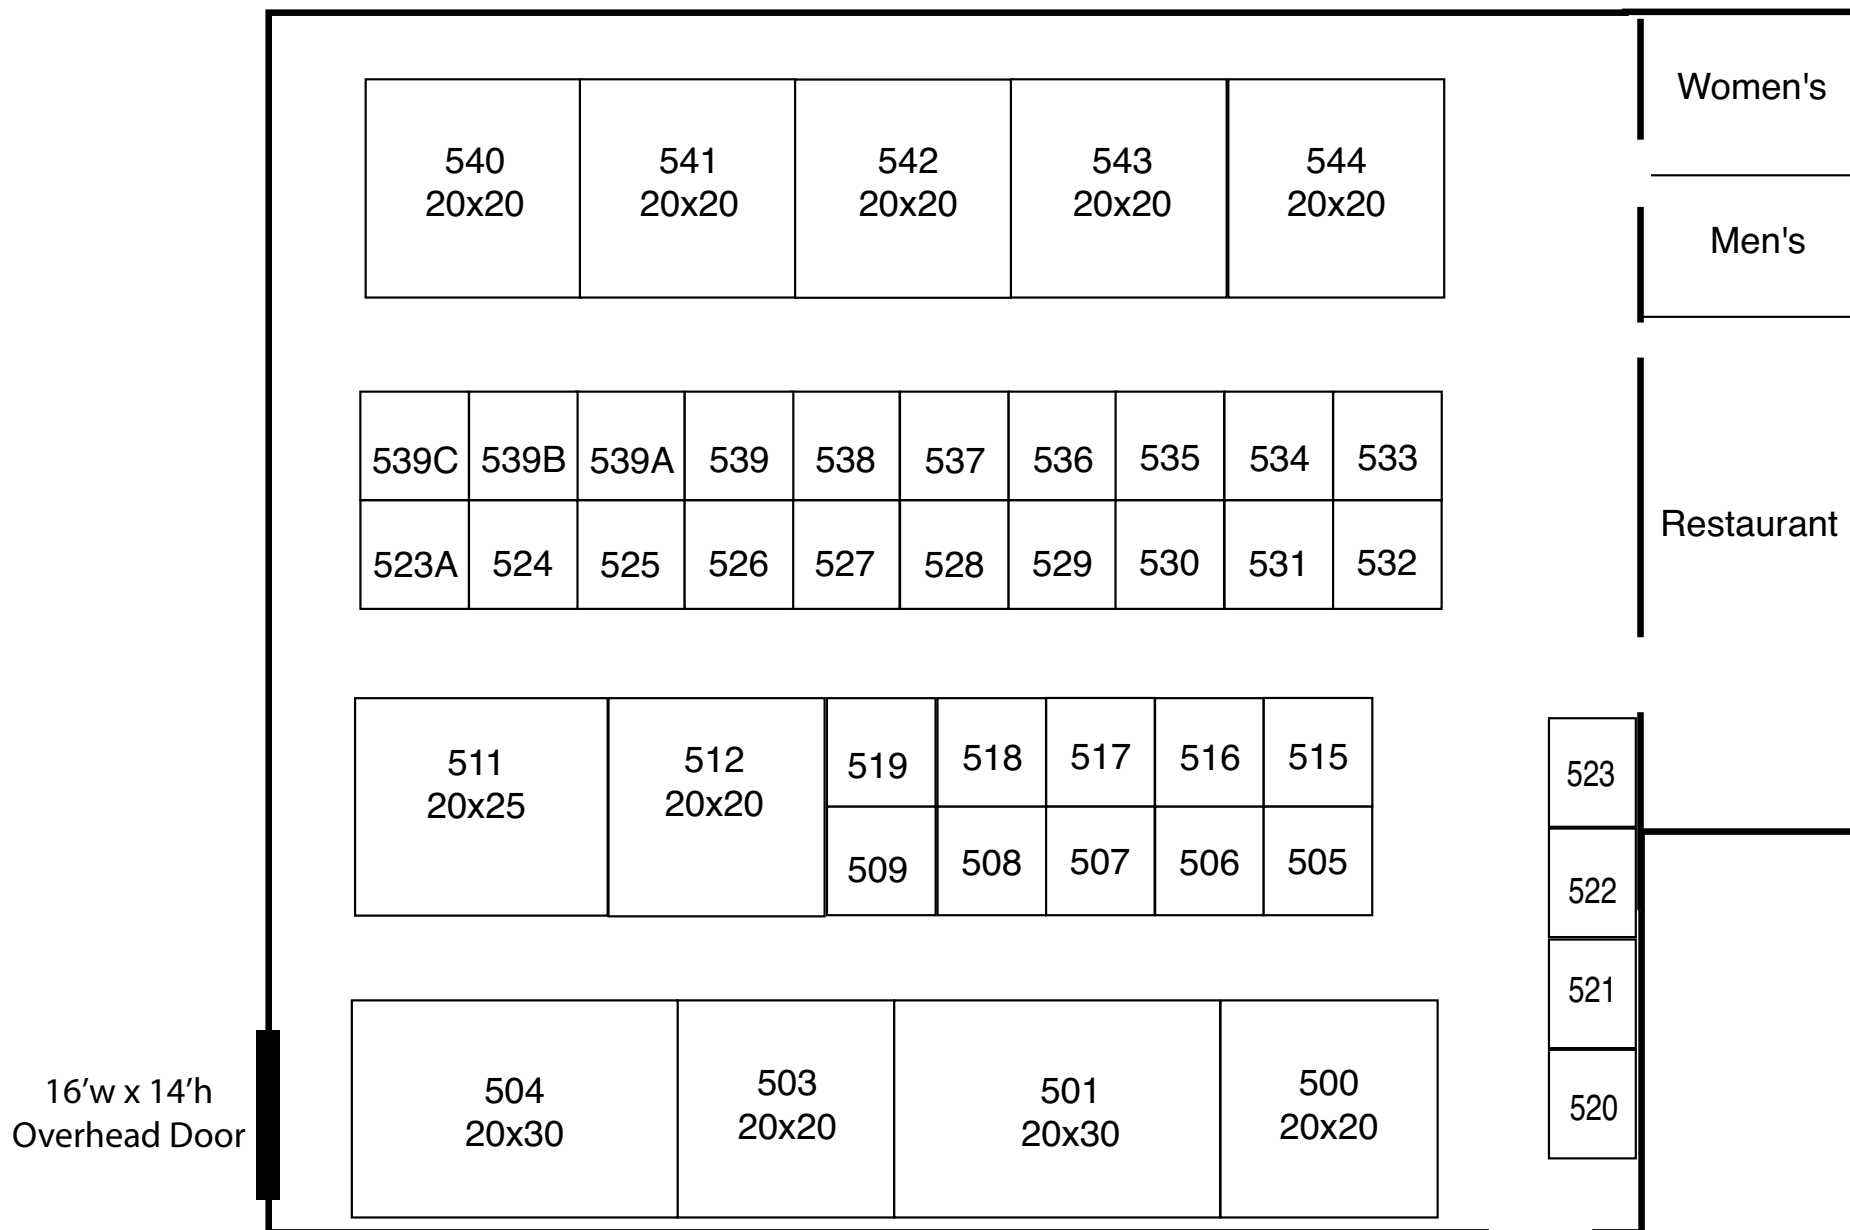 Women's
540
20x20
541
20x20
542
20x20
543
20x20
544
20x20
Men's
539C 539B 539A 539 538 537 536 535 534 533
523A 524 525 526 527 528 529 530 531 532
Restaurant
511
20x25
512
20x20
519 518 517 516 515
509 508 507 506 505
523
522
521
520
16’w x 14’h
Overhead Door
504
20x30
503
20x20
501
20x30
500
20x20